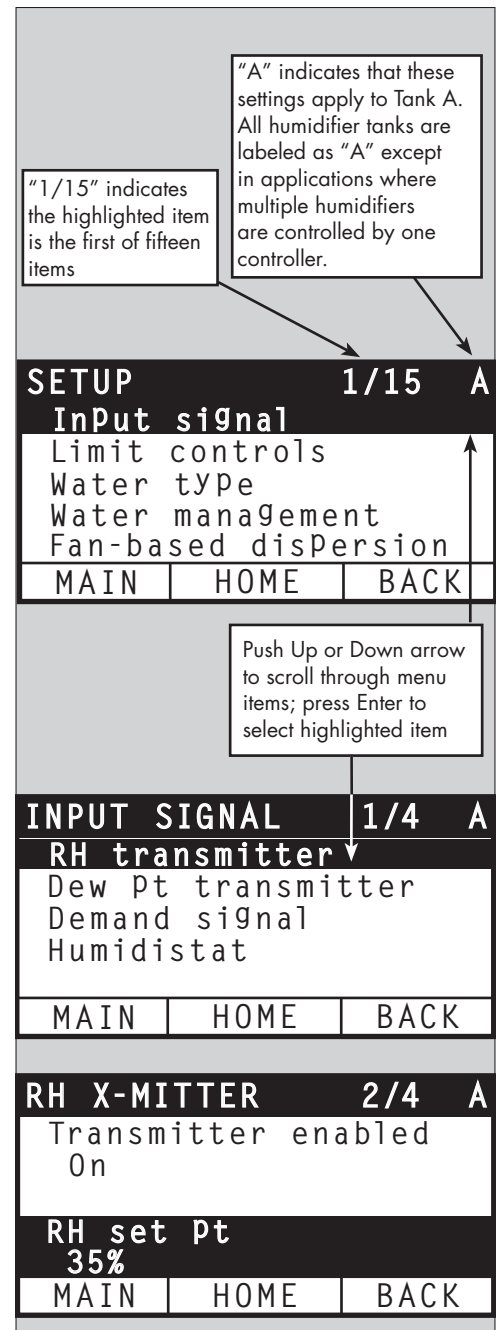 “A” indicates that these
settings apply to Tank A.
All humidifier tanks are
labeled as “A” except
in applications where
multiple humidifiers
are controlled by one
controller.
“1/15” indicates
the highlighted item
is the first of fifteen
items
SETUP 1/15 A
Input signal
Limit controls
Water type
Water management
Fan-based dispersion
MAIN HOME BACK
Push Up or Down arrow
to scroll through menu
items; press Enter to
select highlighted item
INPUT SIGNAL 1/4 A
RH transmitter
Dew pt transmitter
Demand signal
Humidistat
MAIN HOME BACK
RH X-MITTER 2/4 A
Transmitter enabled
On
RH set pt
35%
MAIN HOME BACK